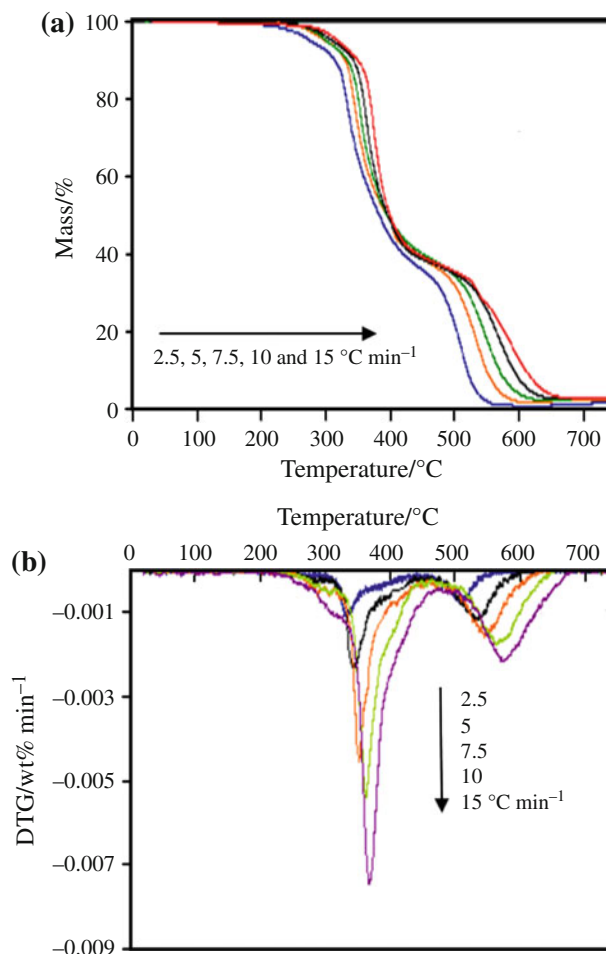 (a)
100
80
60
40
20
0
Mass/%
2.5, 5, 7.5, 10 and 15 °C min⁻¹
0 100 200 300 400 500 600 700
Temperature/°C
(b)
Temperature/°C
0 100 200 300 400 500 600 700
−0.001
−0.003
−0.005
−0.007
−0.009
DTG/wt% min⁻¹
2.5
5
7.5
10
15 °C min⁻¹